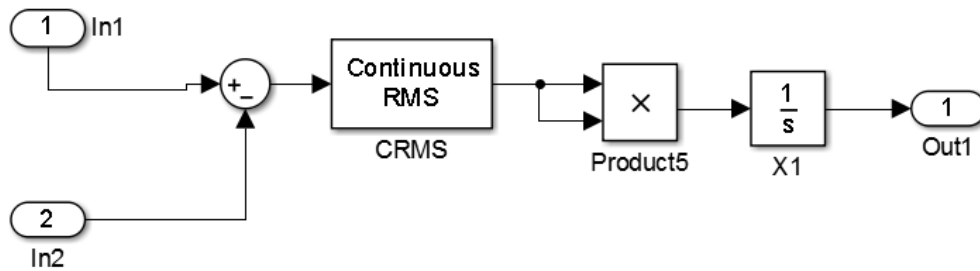 1
In1
+
−
Continuous
RMS
CRMS
×
Product5
1
s
X1
1
Out1
2
In2